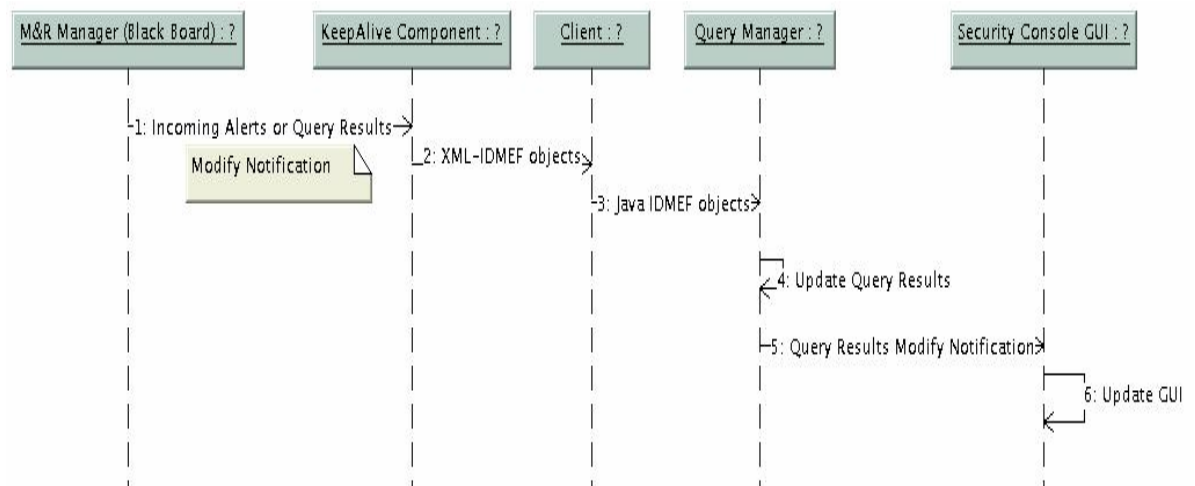 M&R Manager (Black Board) : ?
KeepAlive Component : ?
Client : ?
Query Manager : ?
Security Console GUI : ?
1: Incoming Alerts or Query Results
Modify Notification
2: XML-IDMEF objects
3: Java IDMEF objects
4: Update Query Results
5: Query Results Modify Notification
6: Update GUI